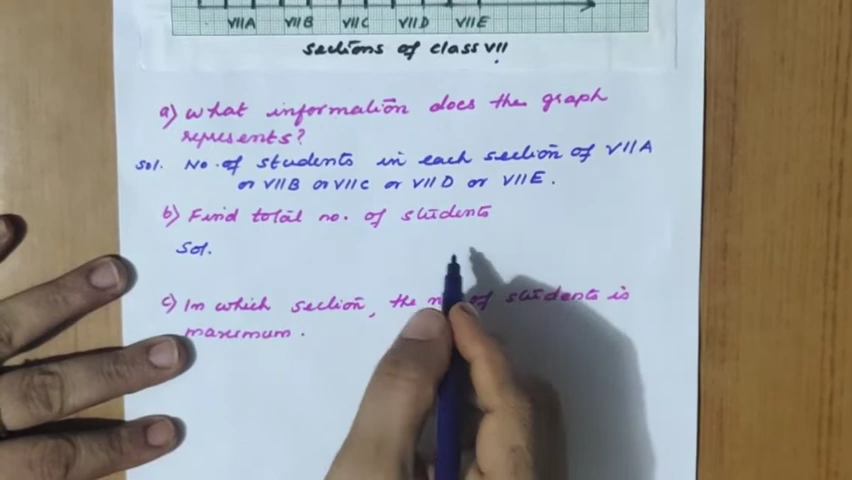 VIIA VIIB VIIC VIID VIIE
sections of class VII
a) What information does the graph
represents?
Sol. No. of students in each section of VIIA
or VIIB or VIIC or VIID or VIIE.
b) Find total no. of students
Sol.
c) In which section, the of students is
maximum.